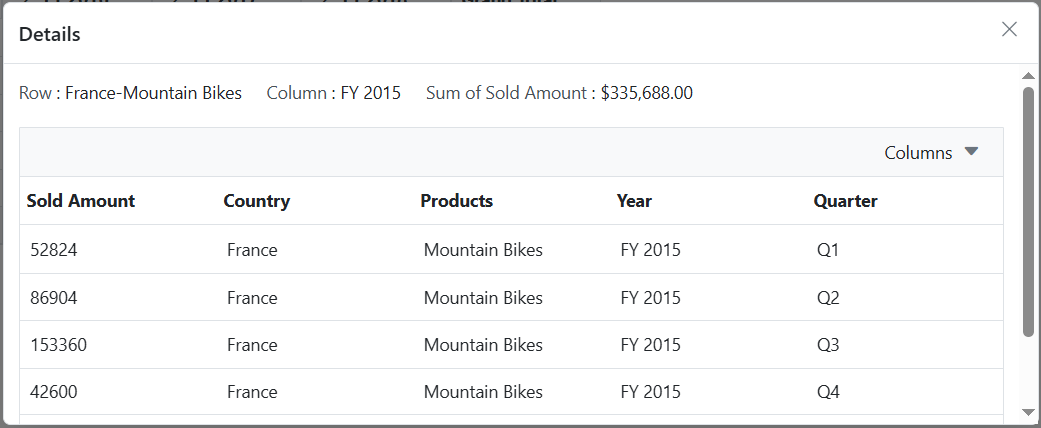 Details
Row : France-Mountain Bikes Column : FY 2015 Sum of Sold Amount : $335,688.00
Columns
Sold Amount Country Products Year Quarter
52824 France Mountain Bikes FY 2015 Q1
86904 France Mountain Bikes FY 2015 Q2
153360 France Mountain Bikes FY 2015 Q3
42600 France Mountain Bikes FY 2015 Q4